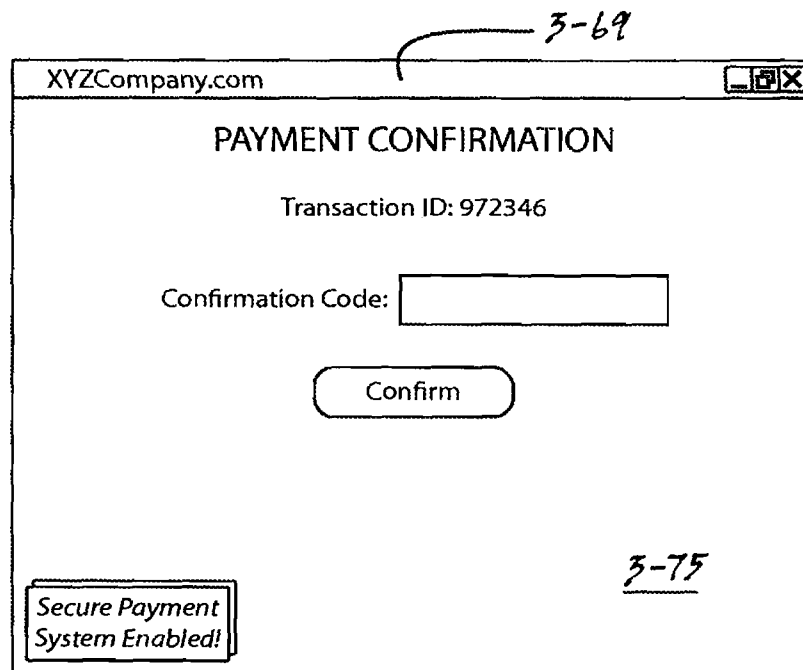 3-69
XYZCompany.com
PAYMENT CONFIRMATION
Transaction ID: 972346
Confirmation Code:
Confirm
3-75
Secure Payment
System Enabled!